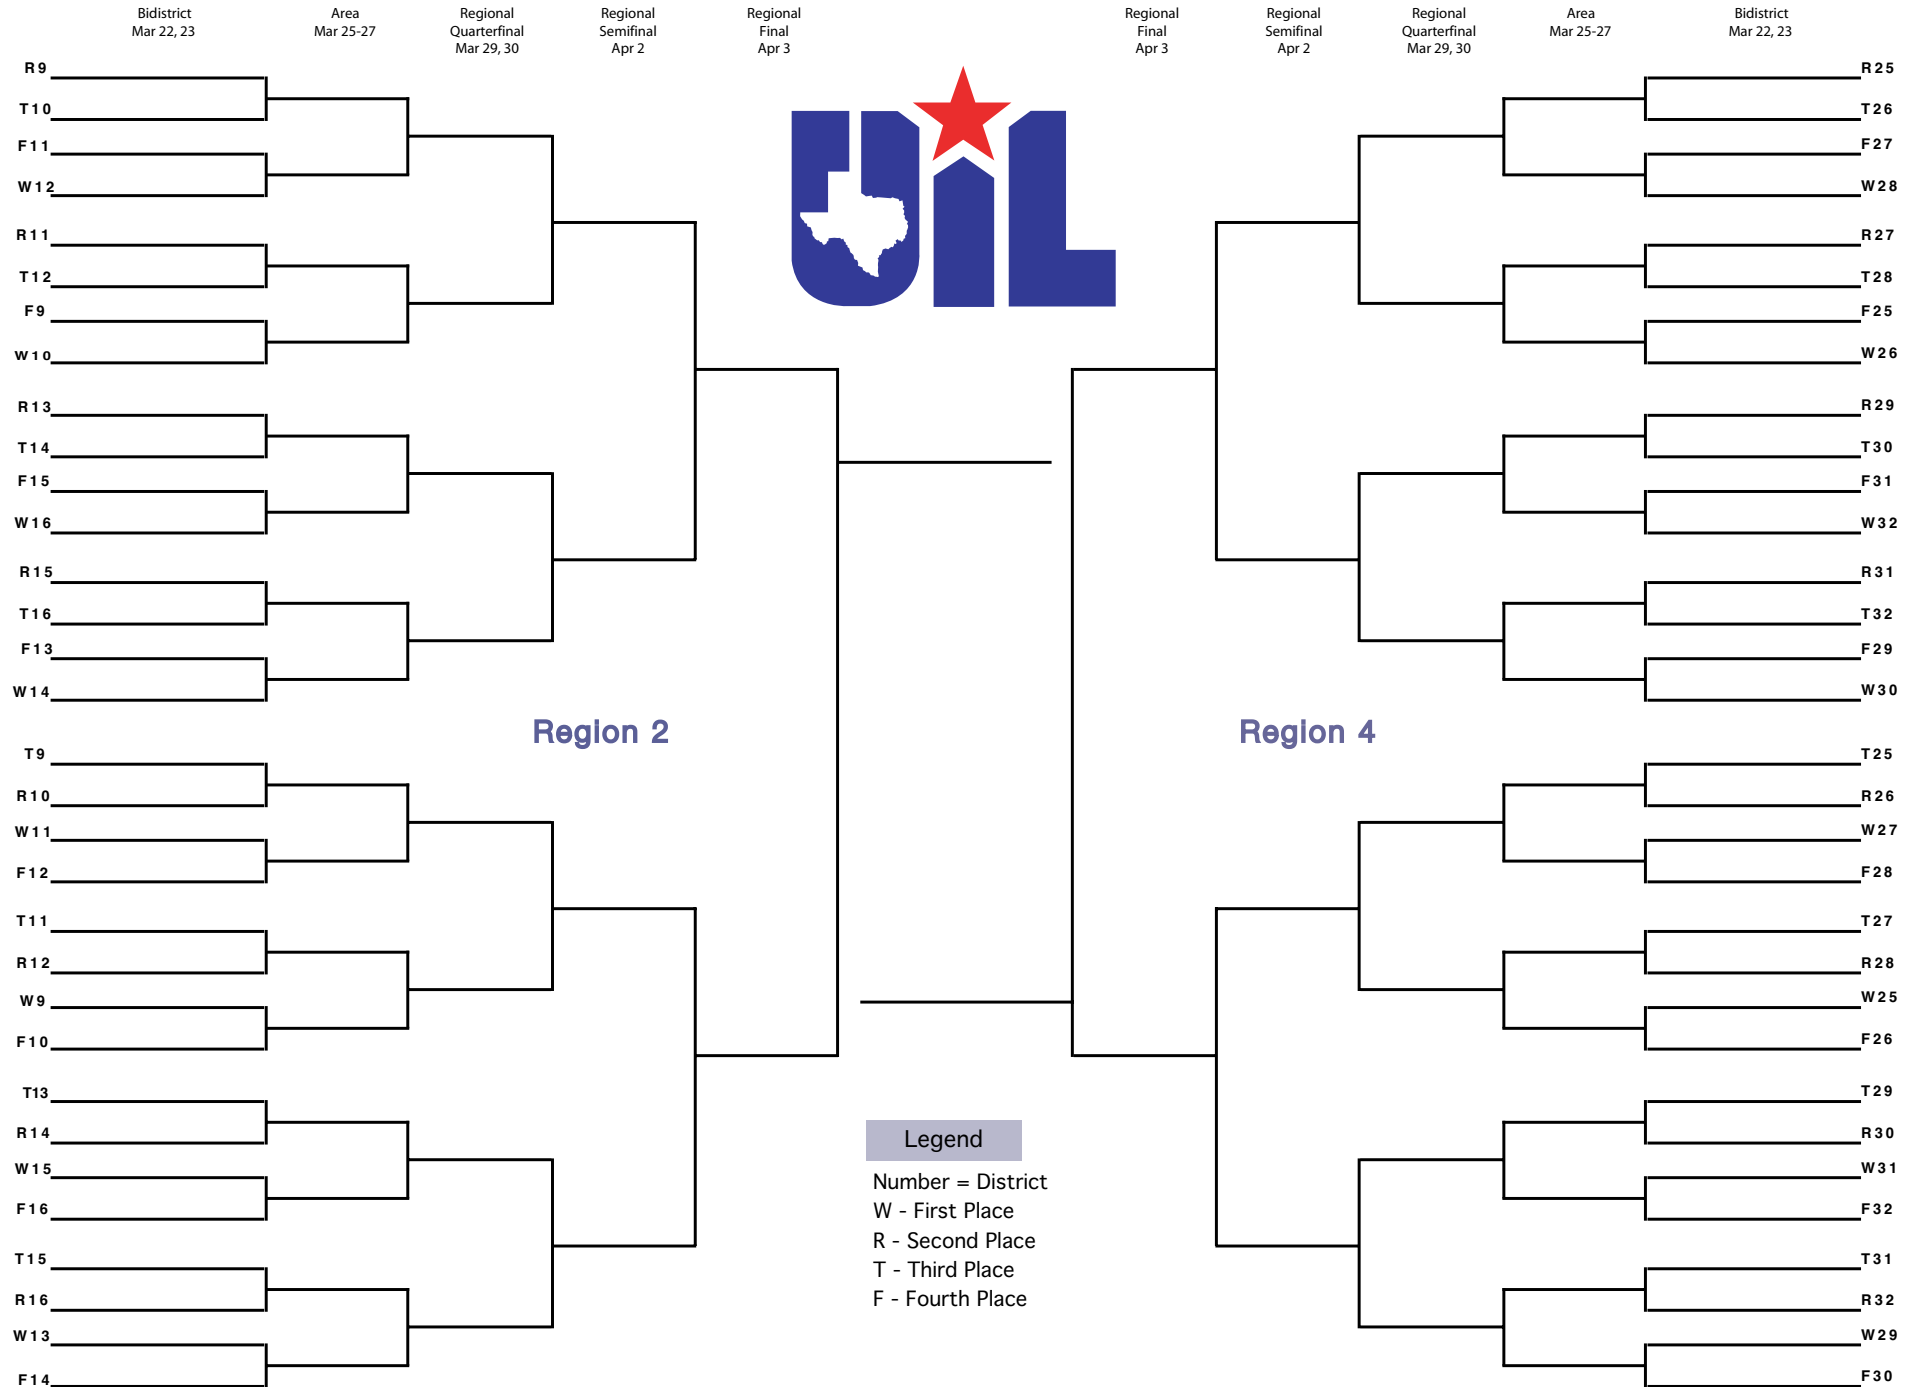 Bidistrict
Mar 22, 23
Area
Mar 25-27
Regional
Quarterfinal
Mar 29, 30
Regional
Semifinal
Apr 2
Regional
Final
Apr 3
Regional
Final
Apr 3
Regional
Semifinal
Apr 2
Regional
Quarterfinal
Mar 29, 30
Area
Mar 25-27
Bidistrict
Mar 22, 23
UIL
R9
T10
F11
W12
R11
T12
F9
W10
R13
T14
F15
W16
R15
T16
F13
W14
Region 2
T9
R10
W11
F12
T11
R12
W9
F10
T13
R14
W15
F16
T15
R16
W13
F14
R25
T26
F27
W28
R27
T28
F25
W26
R29
T30
F31
W32
R31
T32
F29
W30
Region 4
T25
R26
W27
F28
T27
R28
W25
F26
T29
R30
W31
F32
T31
R32
W29
F30
Legend
Number = District
W - First Place
R - Second Place
T - Third Place
F - Fourth Place